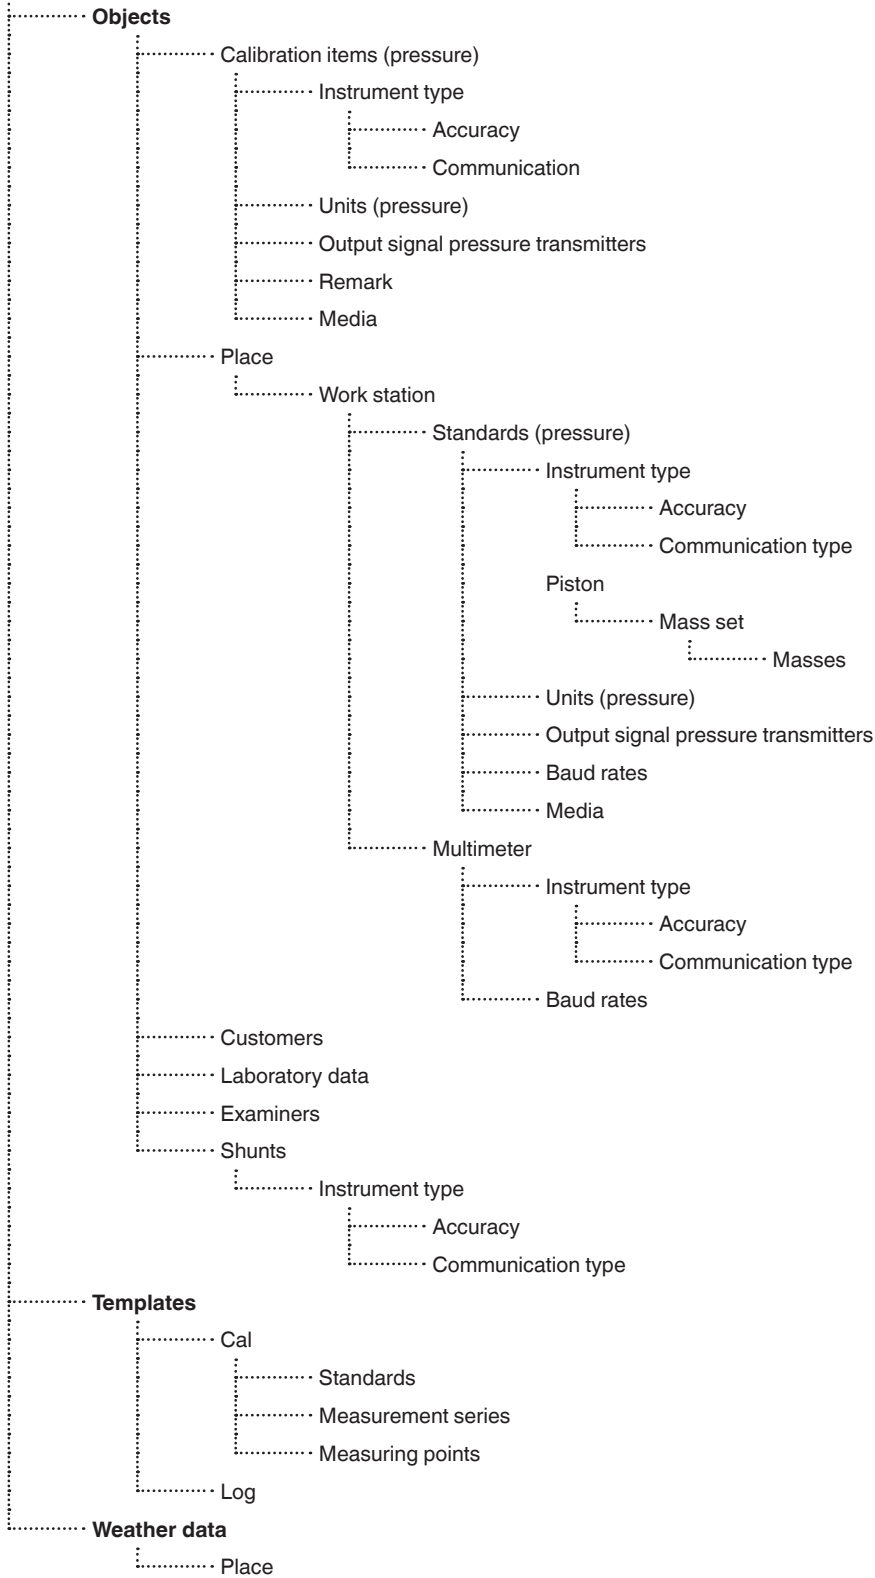 Objects
Calibration items (pressure)
Instrument type
Accuracy
Communication
Units (pressure)
Output signal pressure transmitters
Remark
Media
Place
Work station
Standards (pressure)
Instrument type
Accuracy
Communication type
Piston
Mass set
Masses
Units (pressure)
Output signal pressure transmitters
Baud rates
Media
Multimeter
Instrument type
Accuracy
Communication type
Baud rates
Customers
Laboratory data
Examiners
Shunts
Instrument type
Accuracy
Communication type
Templates
Cal
Standards
Measurement series
Measuring points
Log
Weather data
Place